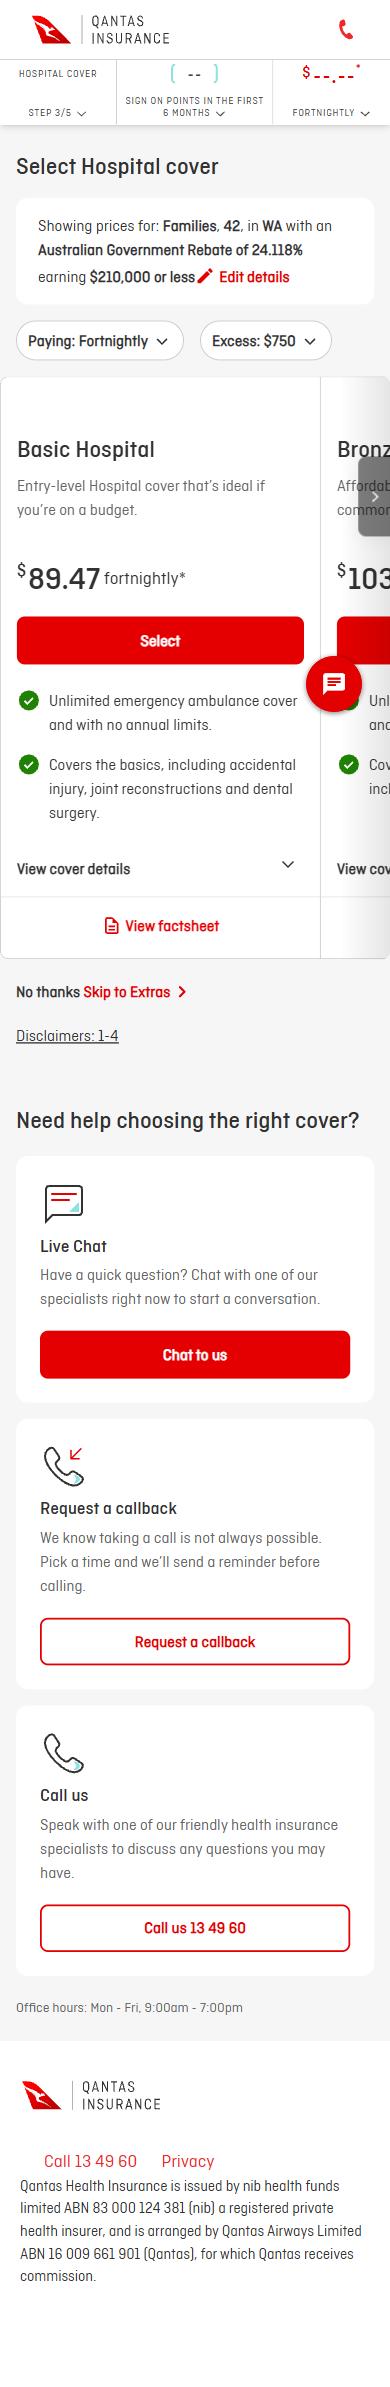 QANTAS
INSURANCE
HOSPITAL COVER
STEP 3/5
--
SIGN ON POINTS IN THE FIRST
6 MONTHS
$--.--*
FORTNIGHTLY
Select Hospital cover
Showing prices for: Families, 42, in WA with an
Australian Government Rebate of 24.118%
earning $210,000 or less Edit details
Paying: Fortnightly
Excess: $750
Basic Hospital
Entry-level Hospital cover that's ideal if
you're on a budget.
$89.47 fortnightly*
Select
Unlimited emergency ambulance cover
and with no annual limits.
Covers the basics, including accidental
injury, joint reconstructions and dental
surgery.
View cover details
View factsheet
Bronz
Affordab
common
$103
Unl
and
Cov
incl
View cov
No thanks Skip to Extras
Disclaimers: 1-4
Need help choosing the right cover?
Live Chat
Have a quick question? Chat with one of our
specialists right now to start a conversation.
Chat to us
Request a callback
We know taking a call is not always possible.
Pick a time and we'll send a reminder before
calling.
Request a callback
Call us
Speak with one of our friendly health insurance
specialists to discuss any questions you may
have.
Call us 13 49 60
Office hours: Mon - Fri, 9:00am - 7:00pm
QANTAS
INSURANCE
Call 13 49 60 Privacy
Qantas Health Insurance is issued by nib health funds
limited ABN 83 000 124 381 (nib) a registered private
health insurer, and is arranged by Qantas Airways Limited
ABN 16 009 661 901 (Qantas), for which Qantas receives
commission.